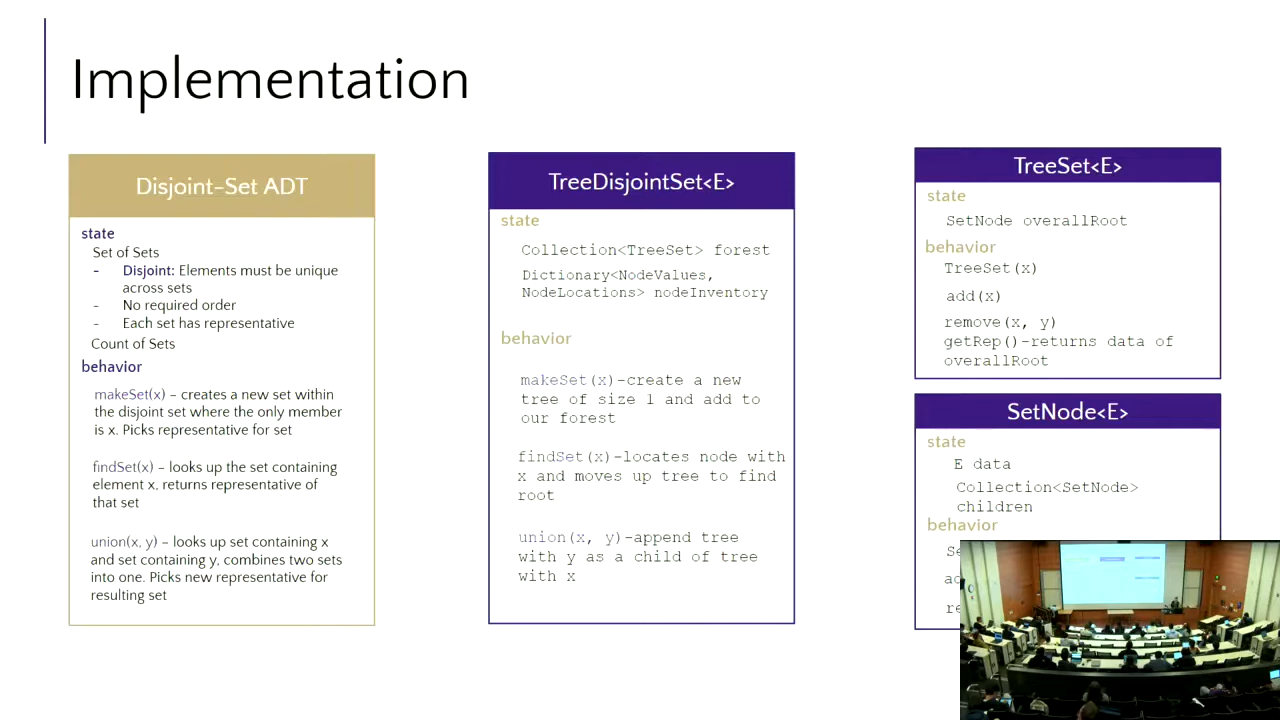 Implementation
Disjoint-Set ADT
state
Set of Sets
- Disjoint: Elements must be unique
across sets
- No required order
- Each set has representative
Count of Sets
behavior
makeSet(x) – creates a new set within
the disjoint set where the only member
is x. Picks representative for set
findSet(x) – looks up the set containing
element x, returns representative of
that set
union(x, y) – looks up set containing x
and set containing y, combines two sets
into one. Picks new representative for
resulting set
TreeDisjointSet<E>
state
Collection<TreeSet> forest
Dictionary<NodeValues,
NodeLocations> nodeInventory
behavior
makeSet(x)-create a new
tree of size 1 and add to
our forest
findSet(x)-locates node with
x and moves up tree to find
root
union(x, y)-append tree
with y as a child of tree
with x
TreeSet<E>
state
SetNode overallRoot
behavior
TreeSet(x)
add(x)
remove(x, y)
getRep()-returns data of
overallRoot
SetNode<E>
state
E data
Collection<SetNode>
children
behavior